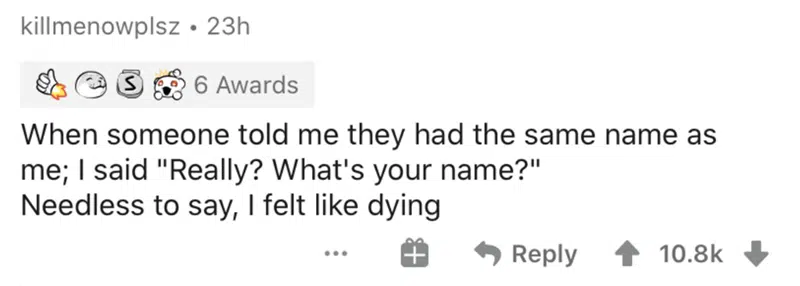 killmenowplsz • 23h
S 6 Awards
When someone told me they had the same name as
me; I said "Really? What's your name?"
Needless to say, I felt like dying
... Reply 10.8k